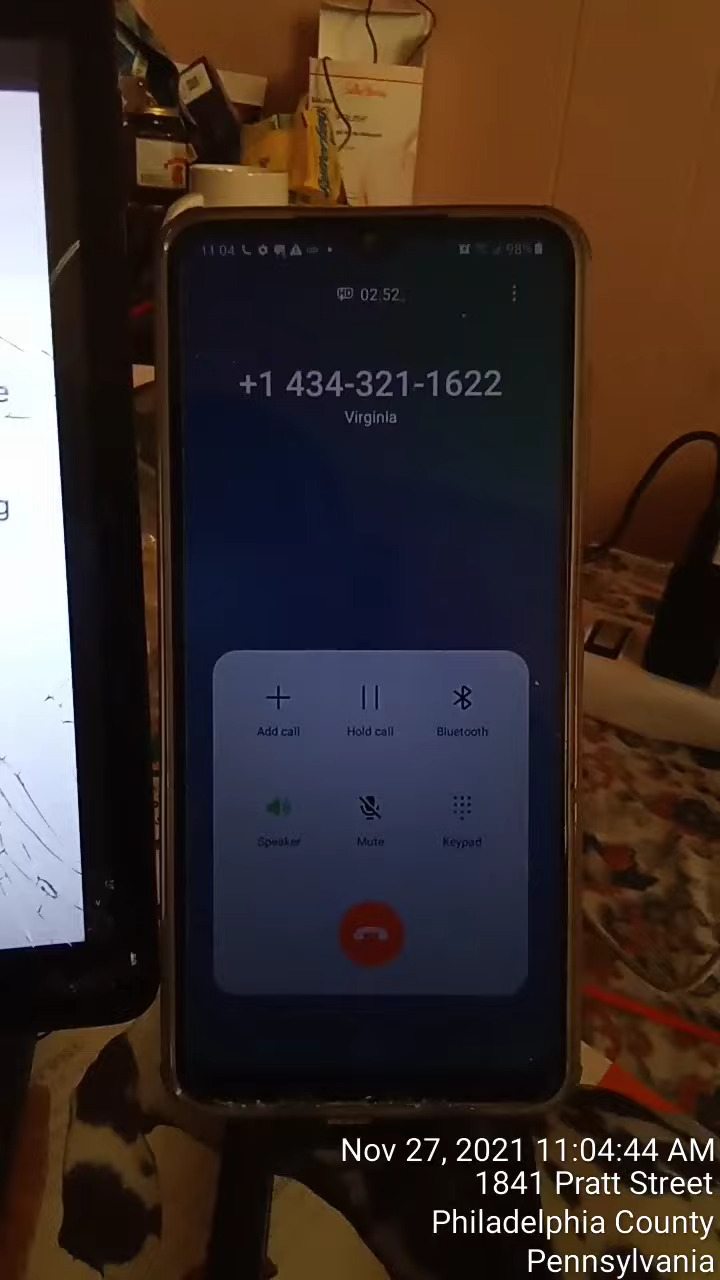 11:04
98%
HD 02:52
+1 434-321-1622
Virginia
e
g
Add call
Hold call
Bluetooth
Speaker
Mute
Keypad
Nov 27, 2021 11:04:44 AM
1841 Pratt Street
Philadelphia County
Pennsylvania